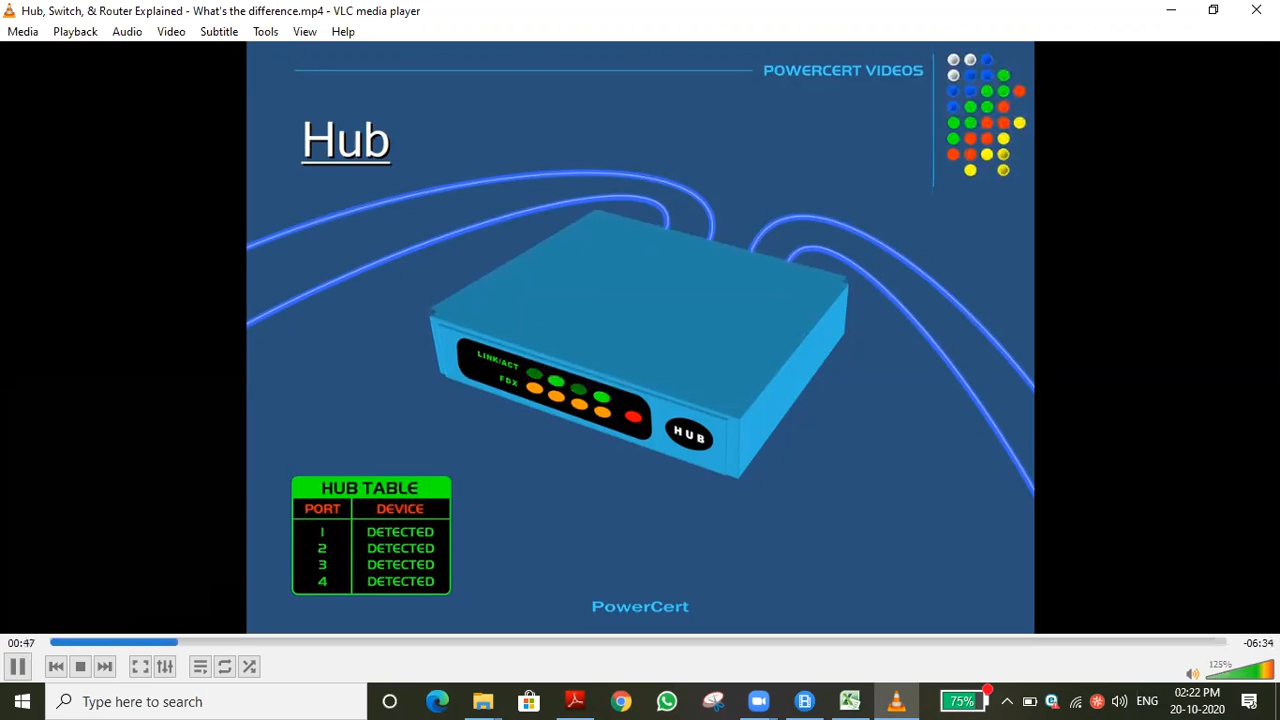 Hub, Switch, & Router Explained - What's the difference.mp4 - VLC media player
Media Playback Audio Video Subtitle Tools View Help
POWERCERT VIDEOS
Hub
LINK/ACT
FDX
HUB
HUB TABLE
PORT DEVICE
1 DETECTED
2 DETECTED
3 DETECTED
4 DETECTED
PowerCert
00:47
-06:34
125%
Type here to search
75%
ENG
02:22 PM
20-10-2020